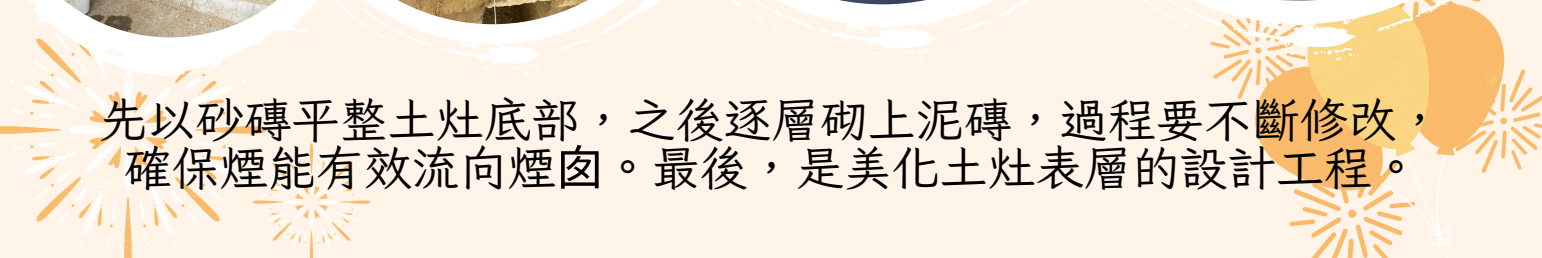 先以砂磚平整土灶底部，之後逐層砌上泥磚，過程要不斷修改，
確保煙能有效流向煙囪。最後，是美化土灶表層的設計工程。